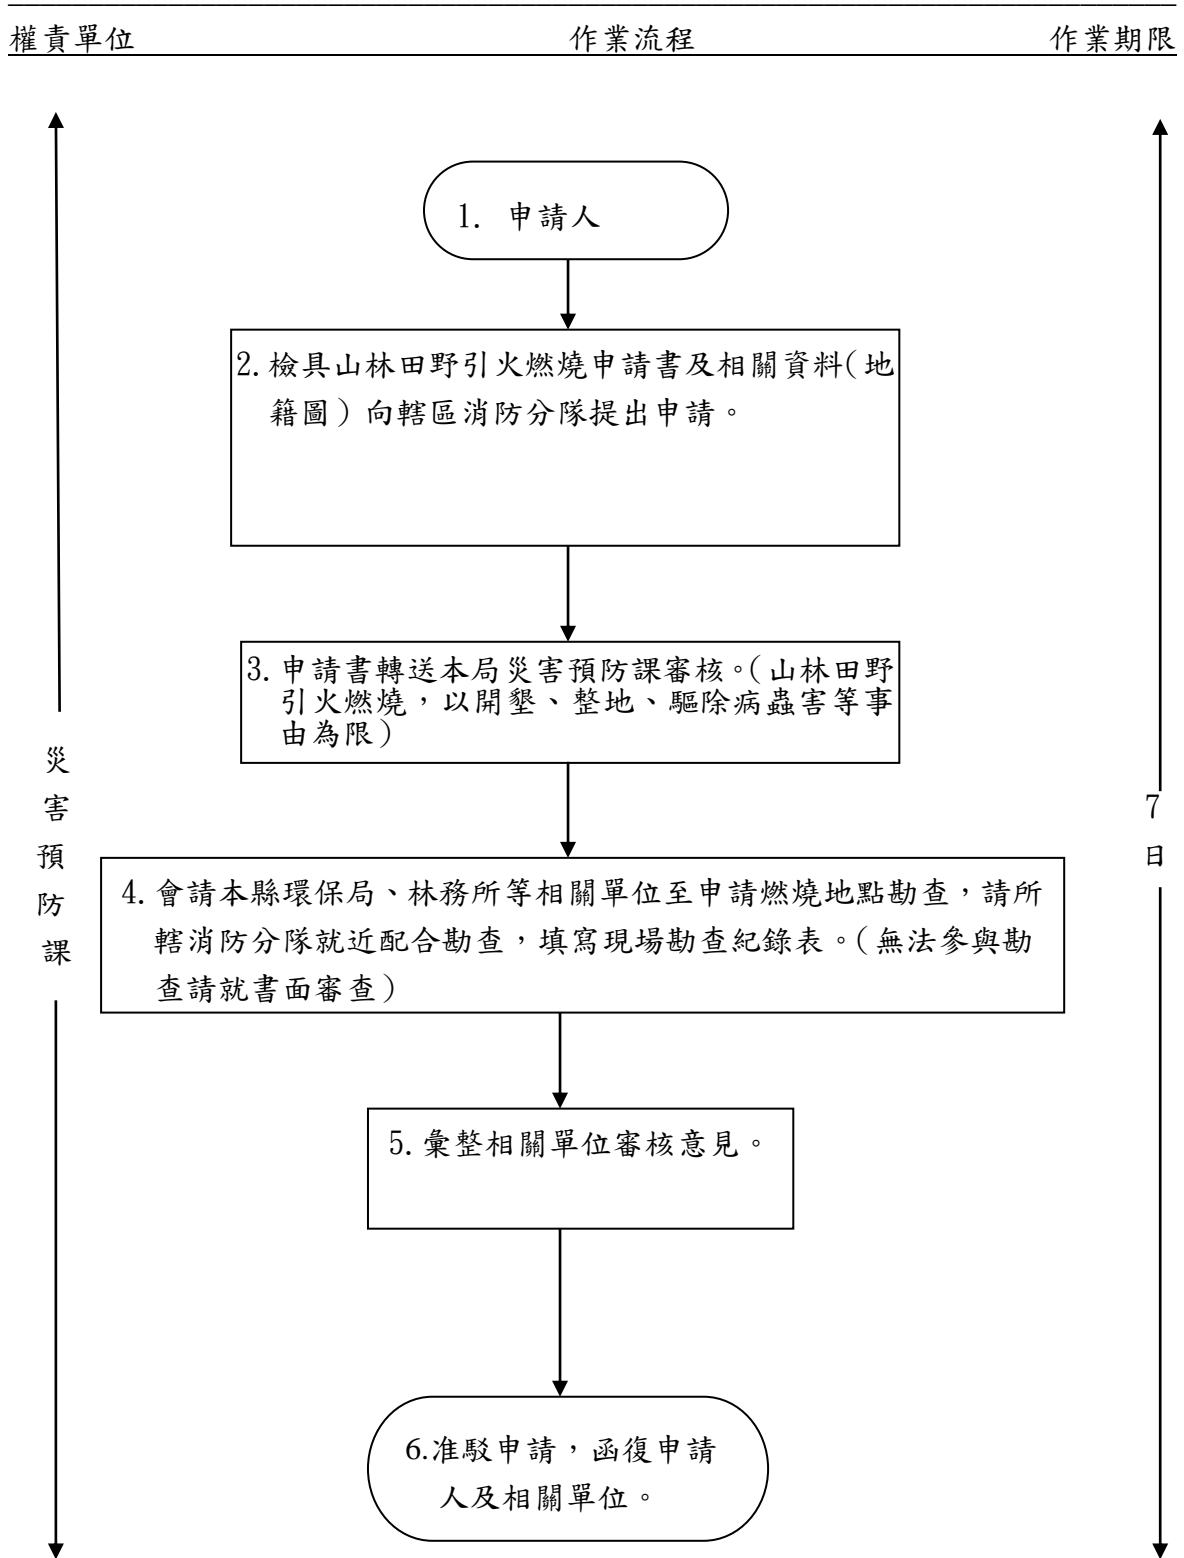 權責單位 作業流程 作業期限
1. 申請人
2. 檢具山林田野引火燃燒申請書及相關資料(地
籍圖)向轄區消防分隊提出申請。
3. 申請書轉送本局災害預防課審核。(山林田野
引火燃燒，以開墾、整地、驅除病蟲害等事
由為限)
災
害
預
防
課
7
日
4. 會請本縣環保局、林務所等相關單位至申請燃燒地點勘查，請所
轄消防分隊就近配合勘查，填寫現場勘查紀錄表。(無法參與勘
查請就書面審查)
5. 彙整相關單位審核意見。
6.准駁申請，函復申請
人及相關單位。